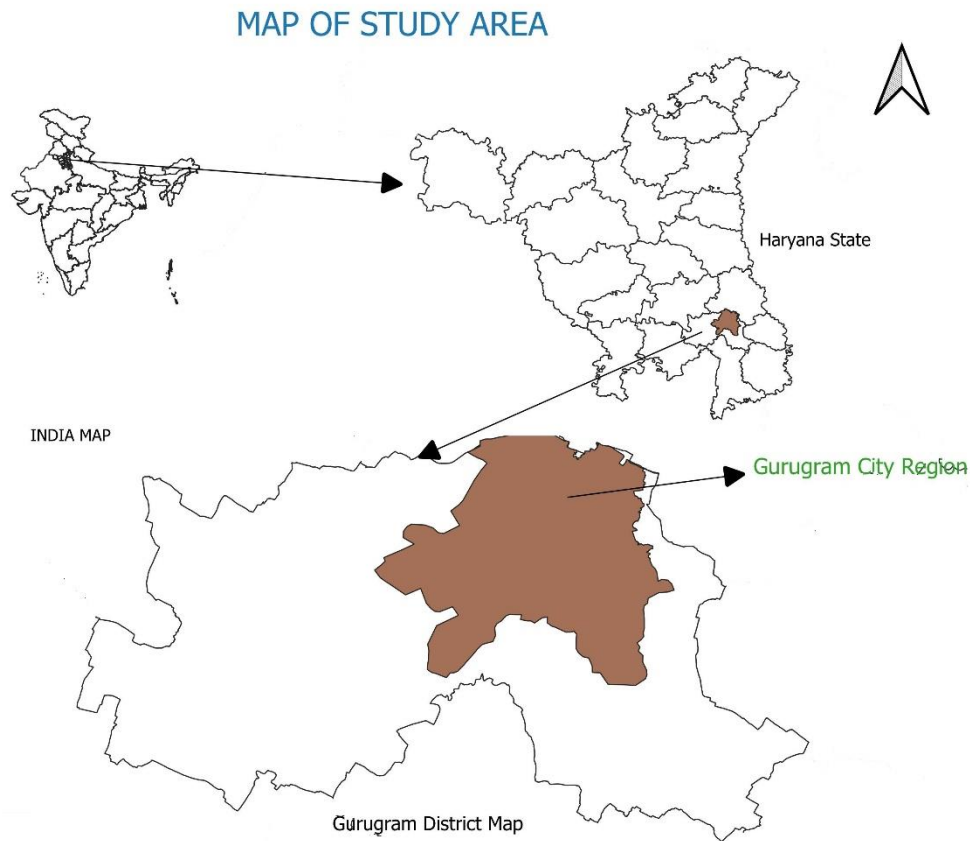 MAP OF STUDY AREA
Haryana State
INDIA MAP
Gurugram City Region
Gurugram District Map